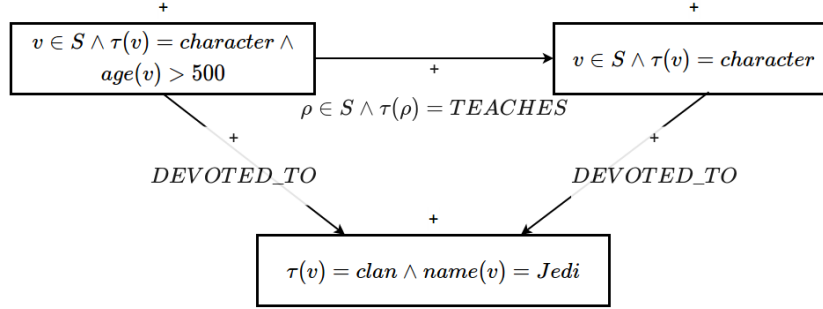 + +
v ∈ S ∧ τ(v) = character ∧
age(v) > 500
v ∈ S ∧ τ(v) = character
+
ρ ∈ S ∧ τ(ρ) = TEACHES
+ +
DEVOTED_TO DEVOTED_TO
+
τ(v) = clan ∧ name(v) = Jedi